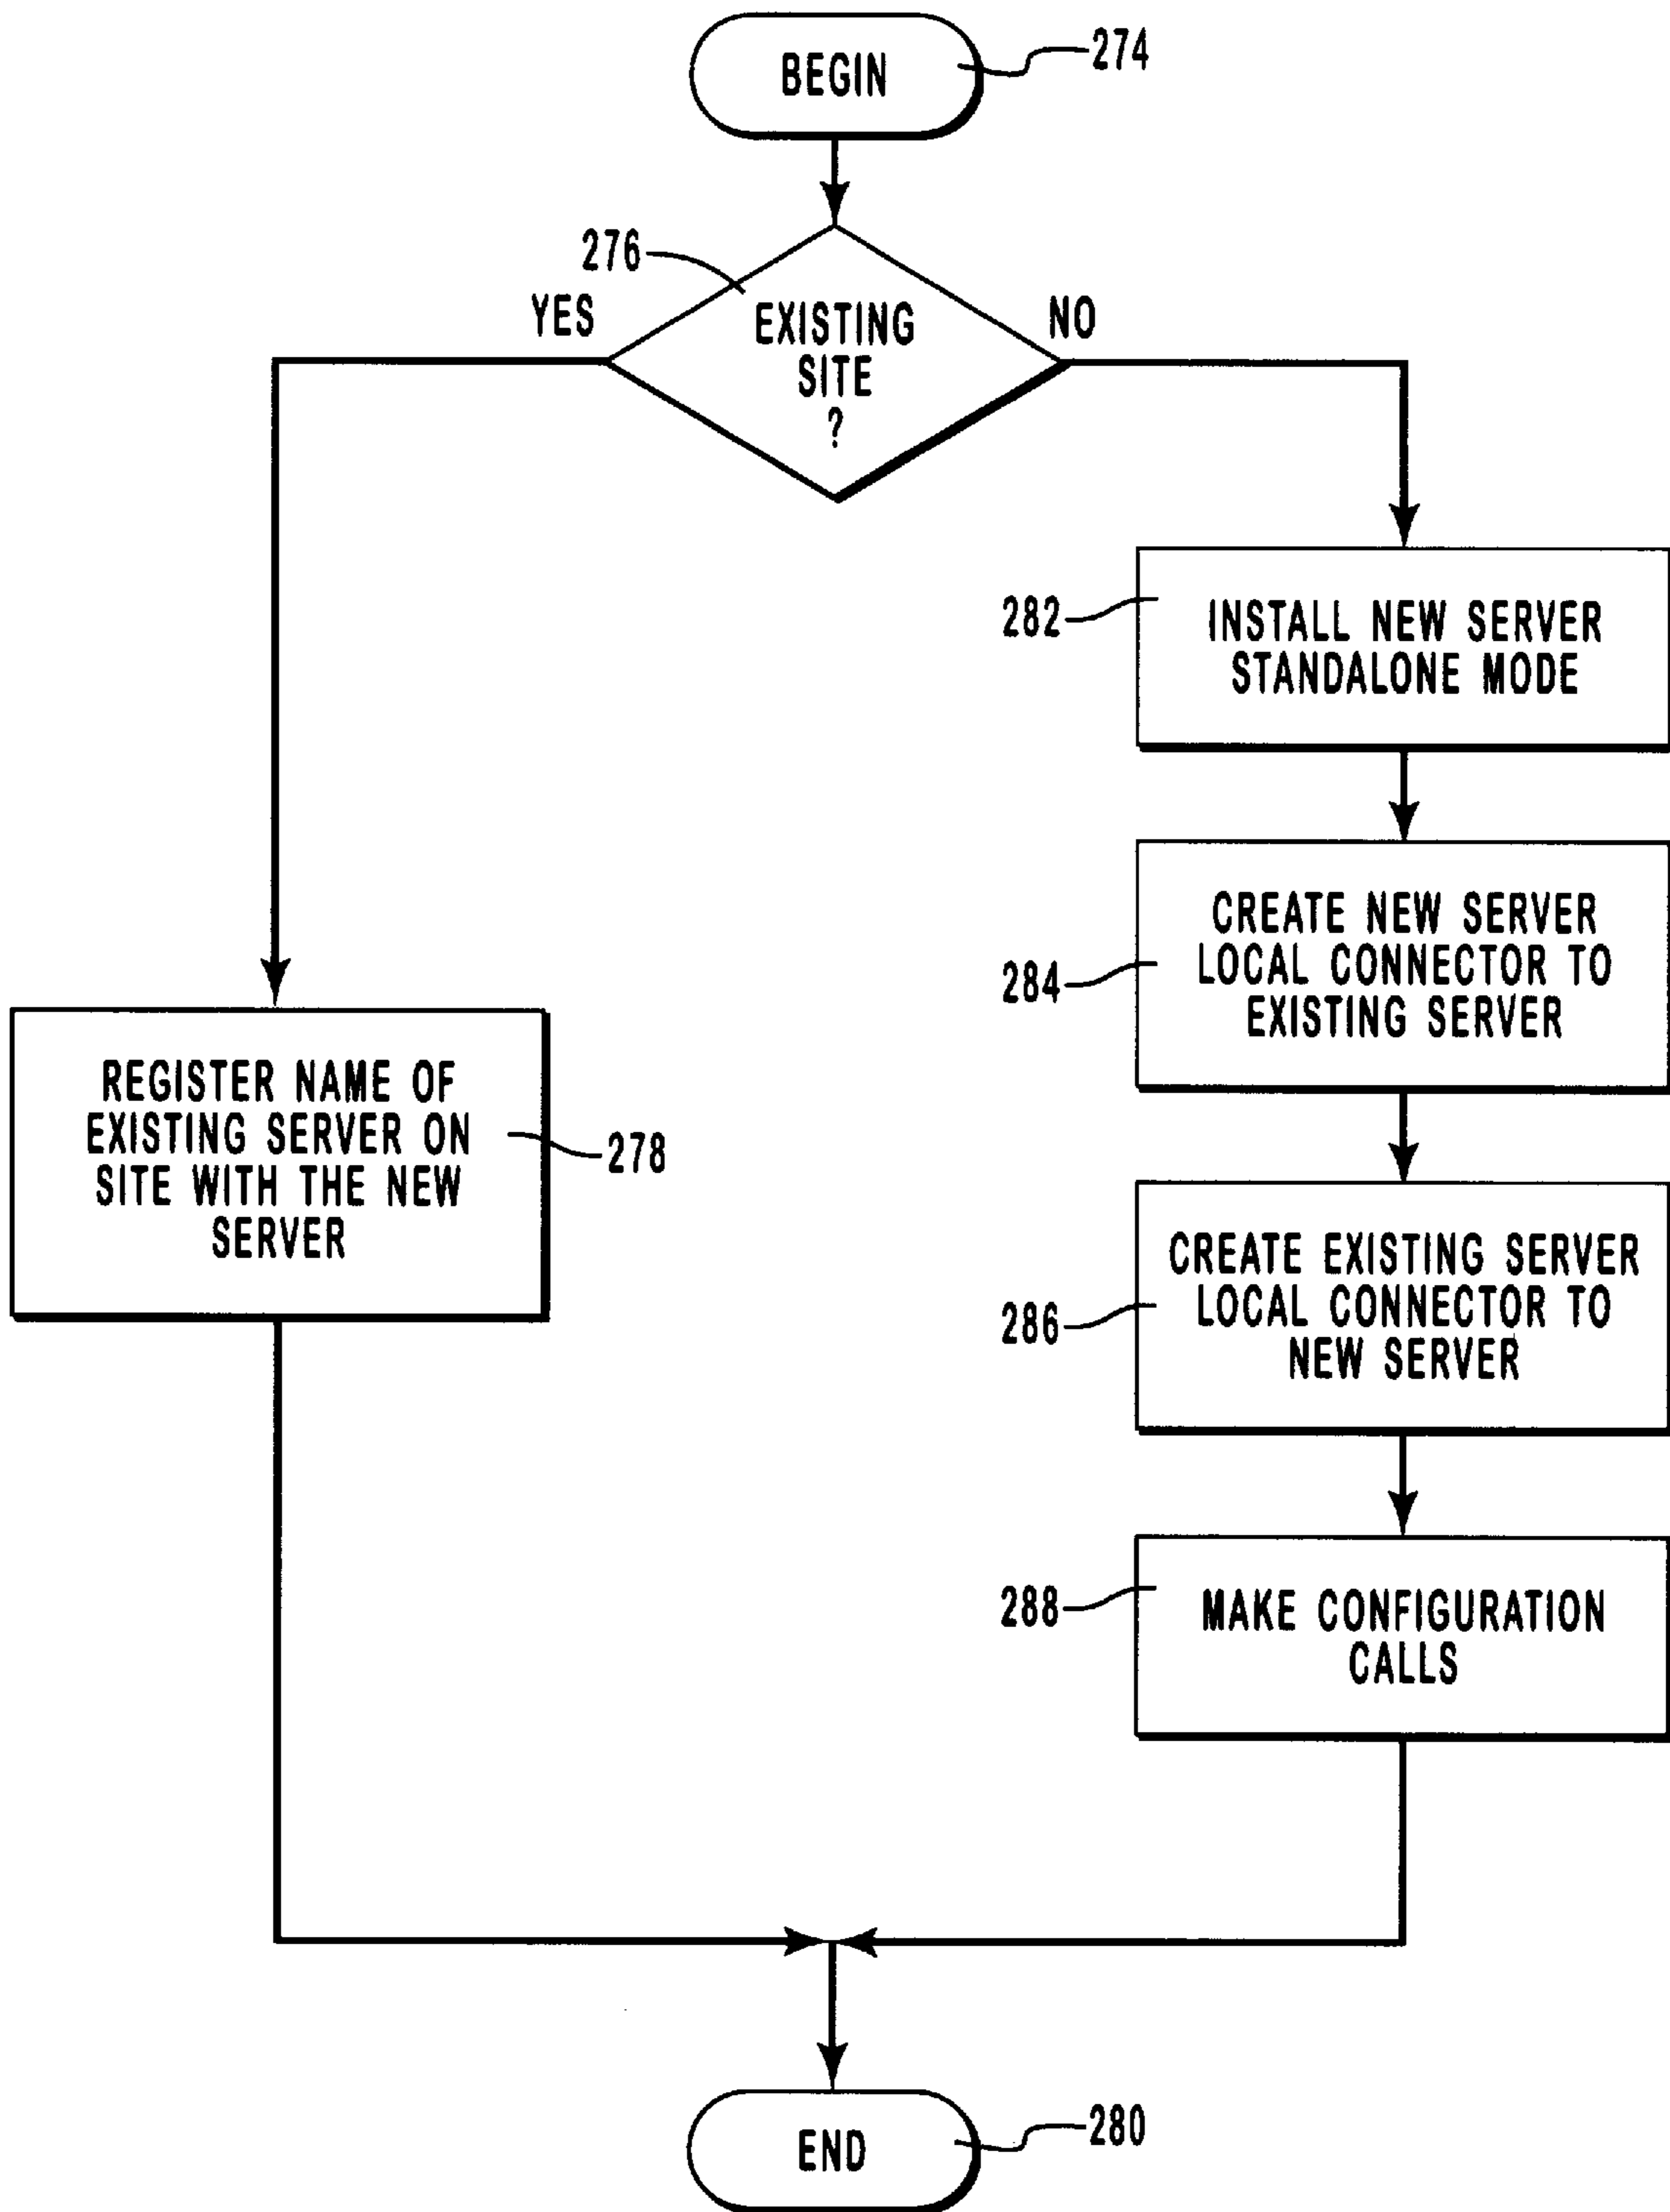 BEGIN
274
276
YES
EXISTING
SITE
?
NO
282
INSTALL NEW SERVER
STANDALONE MODE
284
CREATE NEW SERVER
LOCAL CONNECTOR TO
EXISTING SERVER
REGISTER NAME OF
EXISTING SERVER ON
SITE WITH THE NEW
SERVER
278
286
CREATE EXISTING SERVER
LOCAL CONNECTOR TO
NEW SERVER
288
MAKE CONFIGURATION
CALLS
END
280